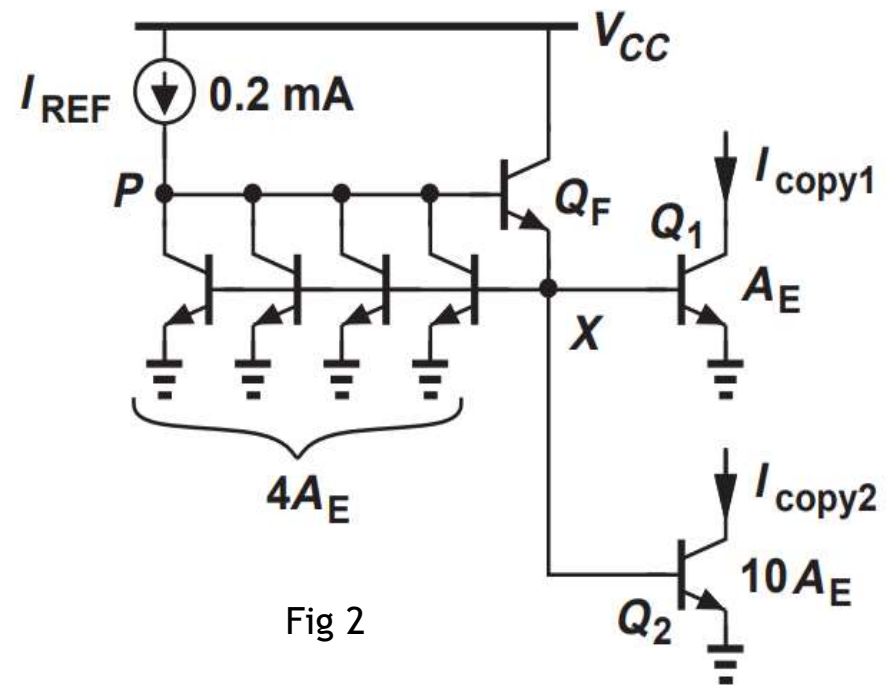 V_CC
I_REF 0.2 mA
P
Q_F
I_copy1
Q_1
A_E
X
4A_E
I_copy2
10A_E
Q_2
Fig 2